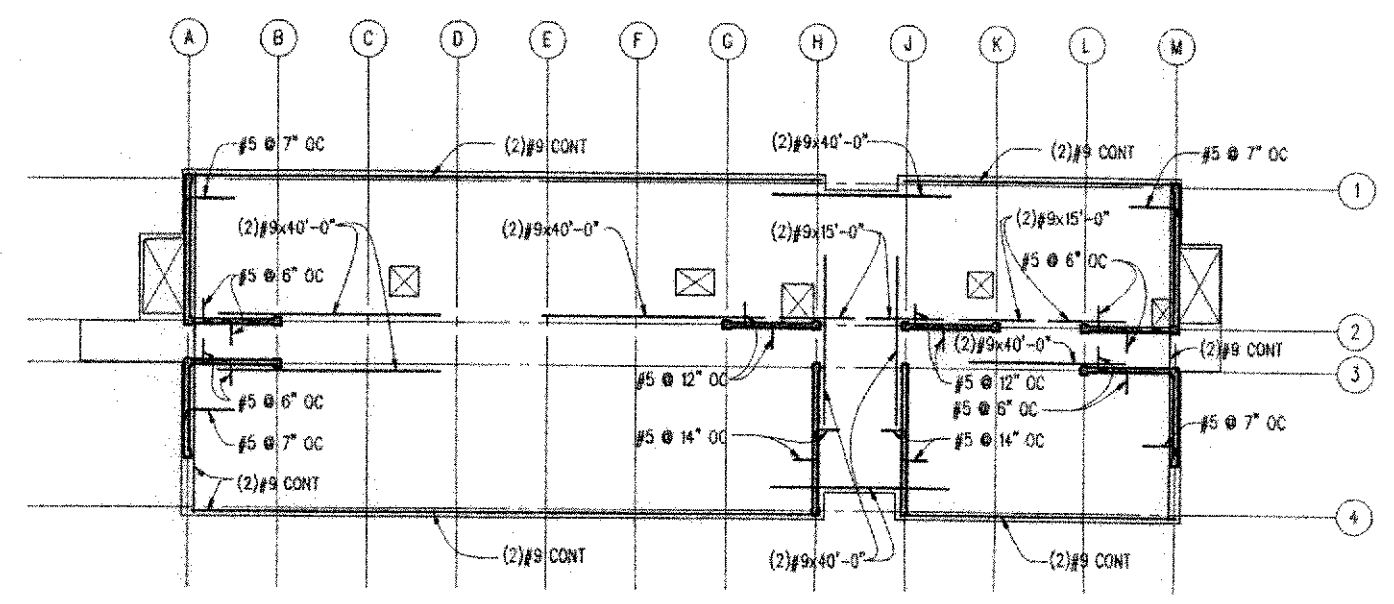 A B C D E F G H J K L M
#5 @ 7" OC
(2)#9 CONT
(2)#9x40'-0"
(2)#9 CONT
#5 @ 7" OC
1
(2)#9x40'-0"
(2)#9x40'-0"
(2)#9x15'-0"
(2)#9x15'-0"
#5 @ 6" OC
#5 @ 6" OC
2
(2)#9x40'-0"
(2)#9 CONT
3
#5 @ 12" OC
#5 @ 12" OC
#5 @ 6" OC
#5 @ 6" OC
#5 @ 7" OC
#5 @ 7" OC
#5 @ 14" OC
#5 @ 14" OC
(2)#9 CONT
4
(2)#9 CONT
(2)#9x40'-0"
(2)#9 CONT